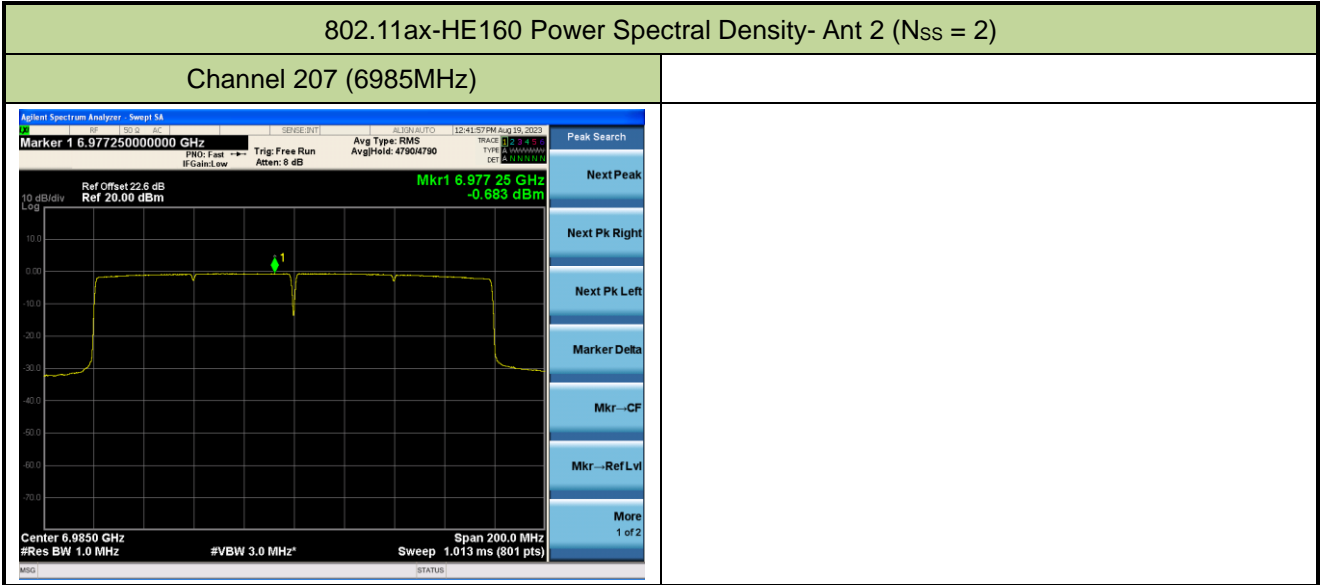 802.11ax-HE160 Power Spectral Density- Ant 2 (NSS = 2)
Channel 207 (6985MHz)
Agilent Spectrum Analyzer - Swept SA
RF 50 Ω AC SENSE:INT ALIGN AUTO 12:41:57 PM Aug 19, 2023
Marker 1 6.977250000000 GHz
PNO: Fast
IFGain:Low
Trig: Free Run
Atten: 8 dB
Avg Type: RMS
Avg|Hold: 4790/4790
TRACE 1 2 3 4 5 6
TYPE A WWWWW
DET A N N N N N
Peak Search
Next Peak
Next Pk Right
Next Pk Left
Marker Delta
Mkr→CF
Mkr→Ref Lvl
More
1 of 2
Mkr1 6.977 25 GHz
-0.683 dBm
Ref Offset 22.6 dB
10 dB/div Ref 20.00 dBm
Log
10.0
0.00
-10.0
-20.0
-30.0
-40.0
-50.0
-60.0
-70.0
1
Center 6.9850 GHz Span 200.0 MHz
#Res BW 1.0 MHz #VBW 3.0 MHz* Sweep 1.013 ms (801 pts)
MSG STATUS